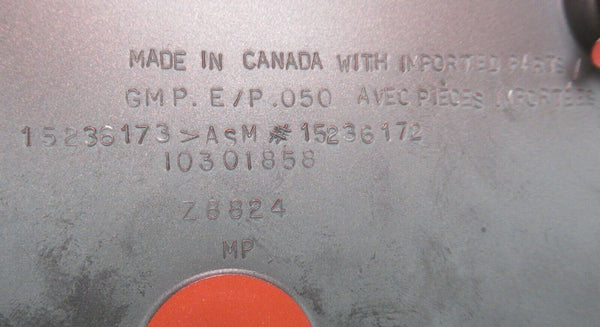 MADE IN CANADA WITH IMPORTED PARTS /
GMP. E/P.050 AVEC PIÈCES IMPORTÉES
15236173>ASM # 15236172
10301858
Z8824
MP